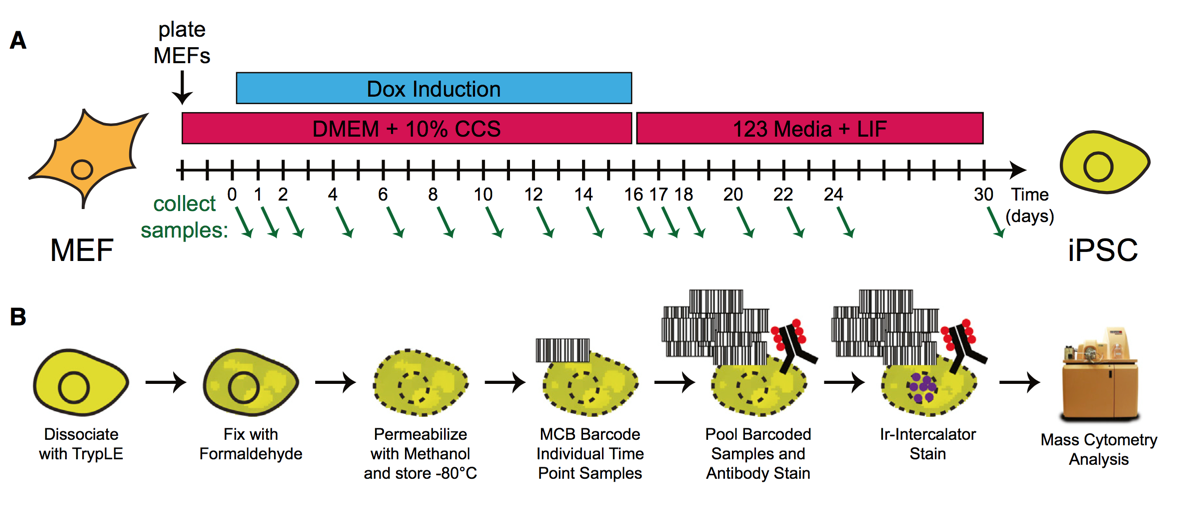 A
plate
MEFs
Dox Induction
DMEM + 10% CCS
123 Media + LIF
0 1 2 4 6 8 10 12 14 16 17 18 20 22 24 30 Time
(days)
collect
samples:
MEF
iPSC
B
Dissociate
with TrypLE
Fix with
Formaldehyde
Permeabilize
with Methanol
and store -80°C
MCB Barcode
Individual Time
Point Samples
Pool Barcoded
Samples and
Antibody Stain
Ir-Intercalator
Stain
Mass Cytometry
Analysis